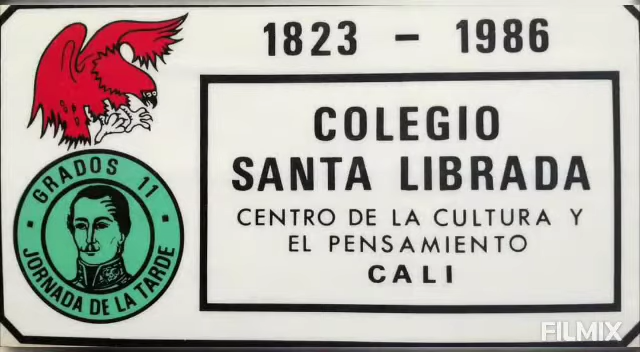 1823 - 1986
COLEGIO
SANTA LIBRADA
CENTRO DE LA CULTURA Y
EL PENSAMIENTO
CALI
GRADOS 11
JORNADA DE LA TARDE
FILMIX